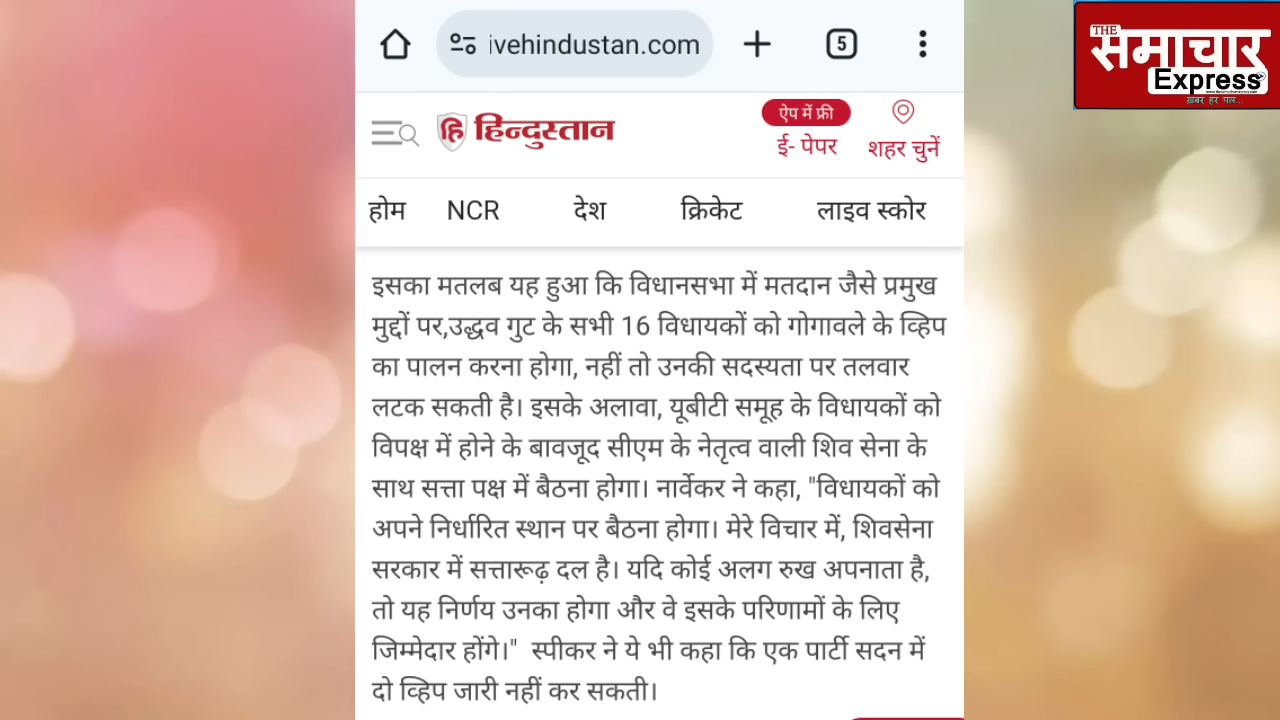 ivehindustan.com
5
THE
समाचार
Express
ख़बर हर पल...
हिन्दुस्तान
ऐप में फ्री
ई- पेपर
शहर चुनें
होम NCR देश क्रिकेट लाइव स्कोर
इसका मतलब यह हुआ कि विधानसभा में मतदान जैसे प्रमुख
मुद्दों पर,उद्धव गुट के सभी 16 विधायकों को गोगावले के व्हिप
का पालन करना होगा, नहीं तो उनकी सदस्यता पर तलवार
लटक सकती है। इसके अलावा, यूबीटी समूह के विधायकों को
विपक्ष में होने के बावजूद सीएम के नेतृत्व वाली शिव सेना के
साथ सत्ता पक्ष में बैठना होगा। नार्वेकर ने कहा, "विधायकों को
अपने निर्धारित स्थान पर बैठना होगा। मेरे विचार में, शिवसेना
सरकार में सत्तारूढ़ दल है। यदि कोई अलग रुख अपनाता है,
तो यह निर्णय उनका होगा और वे इसके परिणामों के लिए
जिम्मेदार होंगे।" स्पीकर ने ये भी कहा कि एक पार्टी सदन में
दो व्हिप जारी नहीं कर सकती।